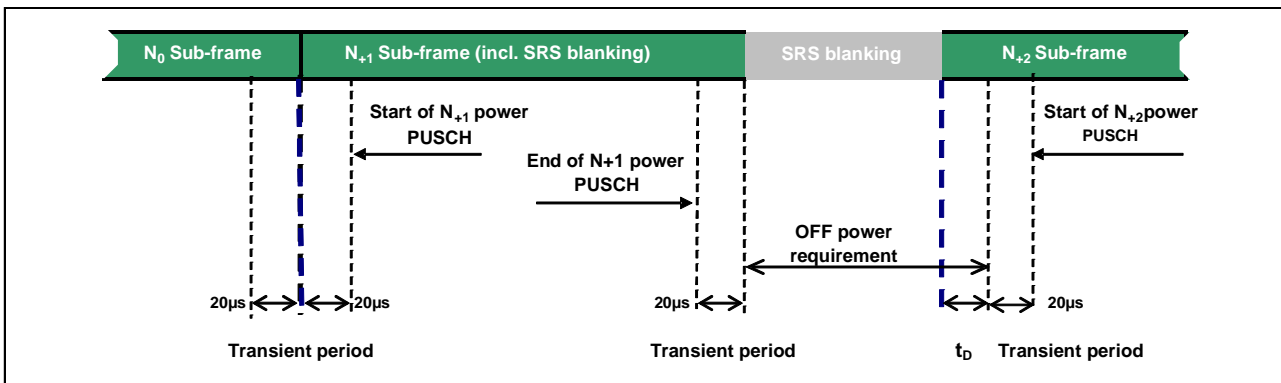 N0 Sub-frame
N+1 Sub-frame (incl. SRS blanking)
SRS blanking
N+2 Sub-frame
Start of N+1 power
PUSCH
End of N+1 power
PUSCH
Start of N+2power
PUSCH
OFF power
requirement
20µs
20µs
20µs
20µs
Transient period
Transient period
tD
Transient period